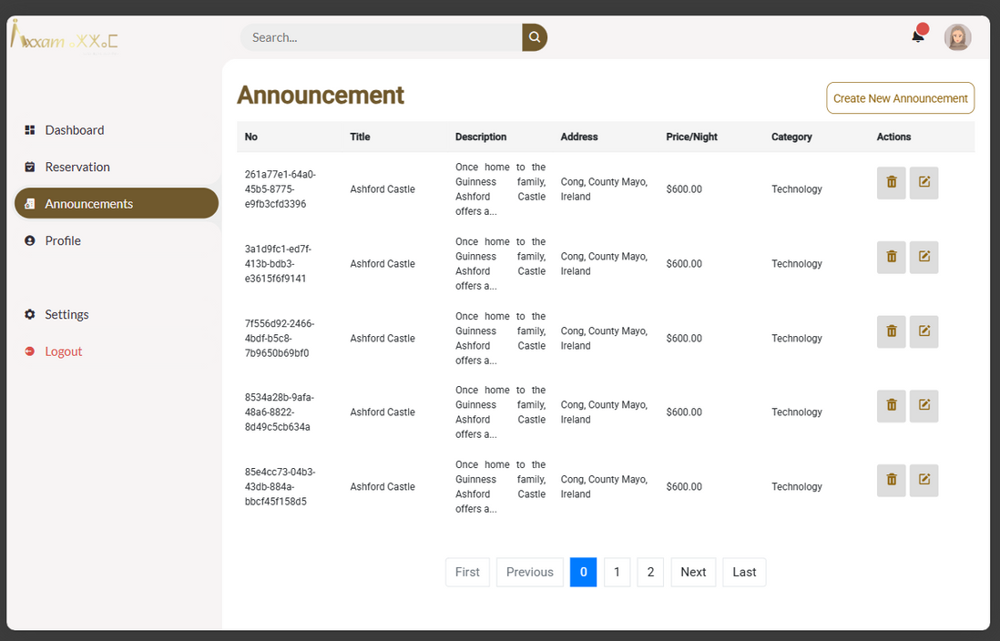 Axxam ⴰⵅⵅⴰⵎ
Search...
Announcement
Create New Announcement
Dashboard
Reservation
Announcements
Profile
Settings
Logout
No Title Description Address Price/Night Category Actions
261a77e1-64a0-
45b5-8775-
e9fb3cfd3396
Ashford Castle
Once home to the
Guinness family,
Ashford Castle
offers a...
Cong, County Mayo,
Ireland
$600.00
Technology
3a1d9fc1-ed7f-
413b-bdb3-
e3615f6f9141
Ashford Castle
Once home to the
Guinness family,
Ashford Castle
offers a...
Cong, County Mayo,
Ireland
$600.00
Technology
7f556d92-2466-
4bdf-b5c8-
7b9650b69bf0
Ashford Castle
Once home to the
Guinness family,
Ashford Castle
offers a...
Cong, County Mayo,
Ireland
$600.00
Technology
8534a28b-9afa-
48a6-8822-
8d49c5cb634a
Ashford Castle
Once home to the
Guinness family,
Ashford Castle
offers a...
Cong, County Mayo,
Ireland
$600.00
Technology
85e4cc73-04b3-
43db-884a-
bbcf45f158d5
Ashford Castle
Once home to the
Guinness family,
Ashford Castle
offers a...
Cong, County Mayo,
Ireland
$600.00
Technology
First Previous 0 1 2 Next Last